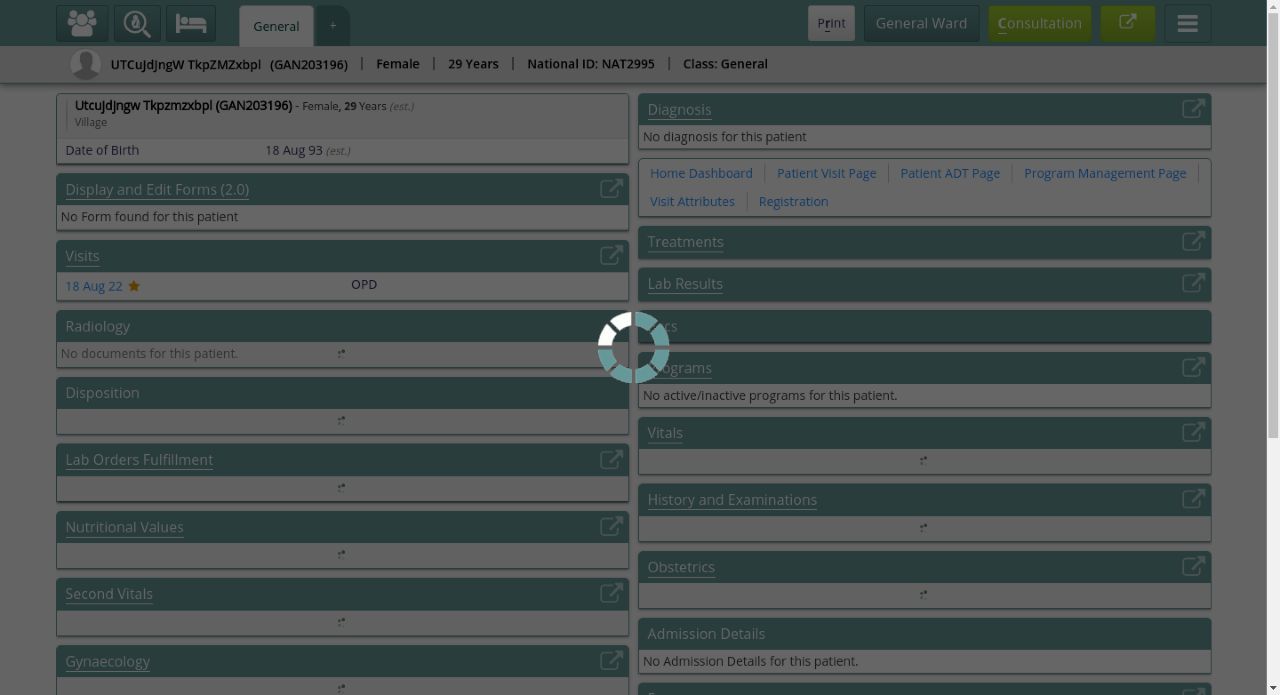 General
+
Print
General Ward
Consultation
UTCuJdJngW TkpZMZxbpl (GAN203196) | Female | 29 Years | National ID: NAT2995 | Class: General
UtcuJdJngw Tkpzmzxbpl (GAN203196) - Female, 29 Years (est.)
Village
Date of Birth 18 Aug 93 (est.)
Display and Edit Forms (2.0)
No Form found for this patient
Visits
18 Aug 22 OPD
Radiology
No documents for this patient.
Disposition
Lab Orders Fulfillment
Nutritional Values
Second Vitals
Gynaecology
Diagnosis
No diagnosis for this patient
Home Dashboard | Patient Visit Page | Patient ADT Page | Program Management Page |
Visit Attributes | Registration
Treatments
Lab Results
No active/inactive programs for this patient.
Vitals
History and Examinations
Obstetrics
Admission Details
No Admission Details for this patient.